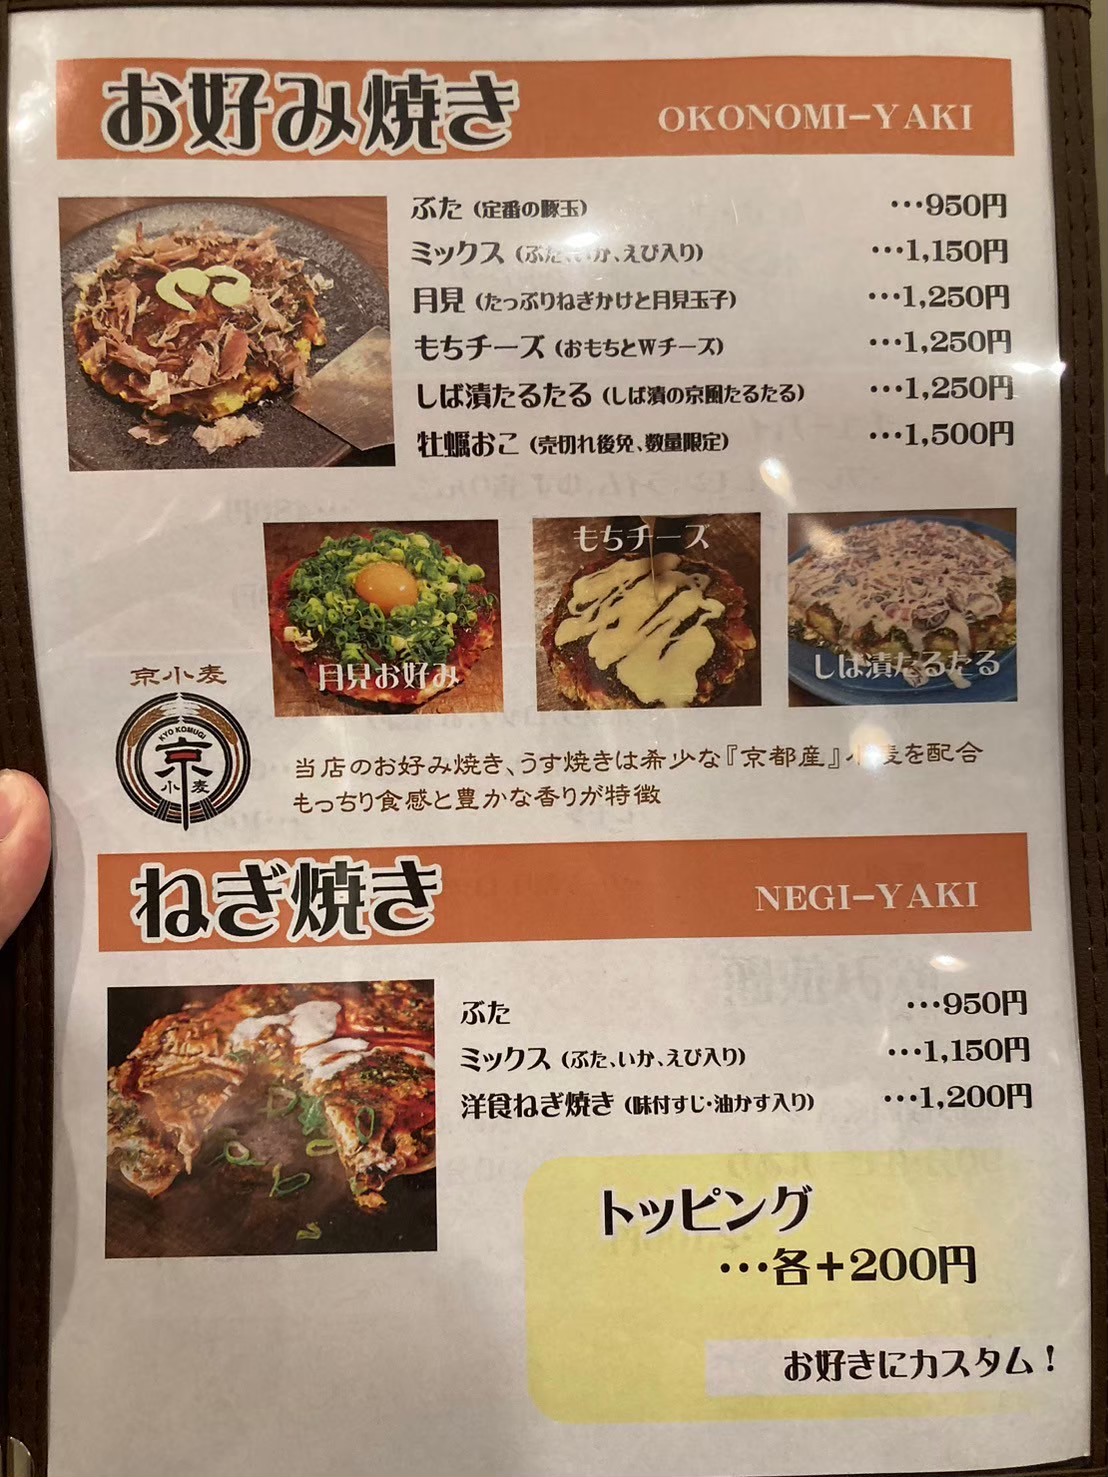 お好み焼き OKONOMI-YAKI
ぶた (定番の豚玉) …950円
ミックス (ぶた、いか、えび入り) …1,150円
月見 (たっぷりねぎかけと月見玉子) …1,250円
もちチーズ (おもちとWチーズ) …1,250円
しば漬たるたる (しば漬の京風たるたる) …1,250円
牡蠣おこ (売切れ後免、数量限定) …1,500円
もちチーズ
月見お好み
しば漬たるたる
京小麦
KYO KOMUGI
京
小麦
当店のお好み焼き、うす焼きは希少な『京都産』小麦を配合
もっちり食感と豊かな香りが特徴
ねぎ焼き NEGI-YAKI
ぶた …950円
ミックス (ぶた、いか、えび入り) …1,150円
洋食ねぎ焼き (味付すじ・油かす入り) …1,200円
トッピング
…各+200円
お好きにカスタム!